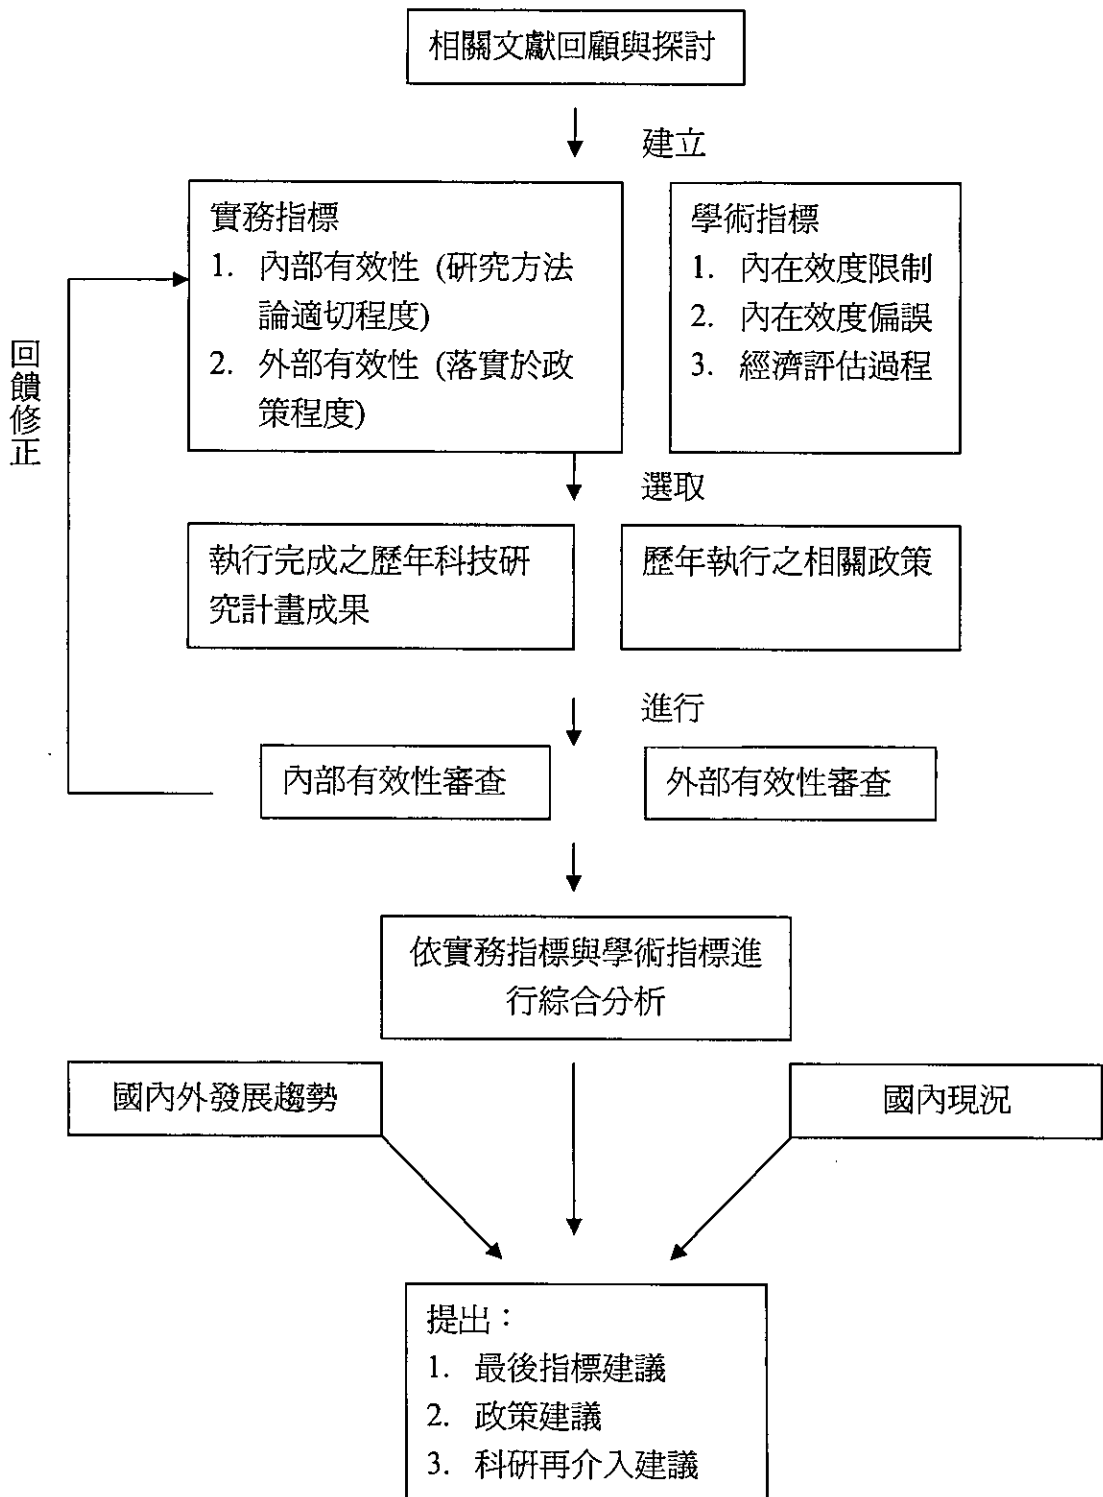 相關文獻回顧與探討
建立
實務指標
1. 內部有效性 (研究方法
論適切程度)
2. 外部有效性 (落實於政
策程度)
學術指標
1. 內在效度限制
2. 內在效度偏誤
3. 經濟評估過程
回饋修正
選取
執行完成之歷年科技研
究計畫成果
歷年執行之相關政策
進行
內部有效性審查
外部有效性審查
依實務指標與學術指標進
行綜合分析
國內外發展趨勢
國內現況
提出：
1. 最後指標建議
2. 政策建議
3. 科研再介入建議